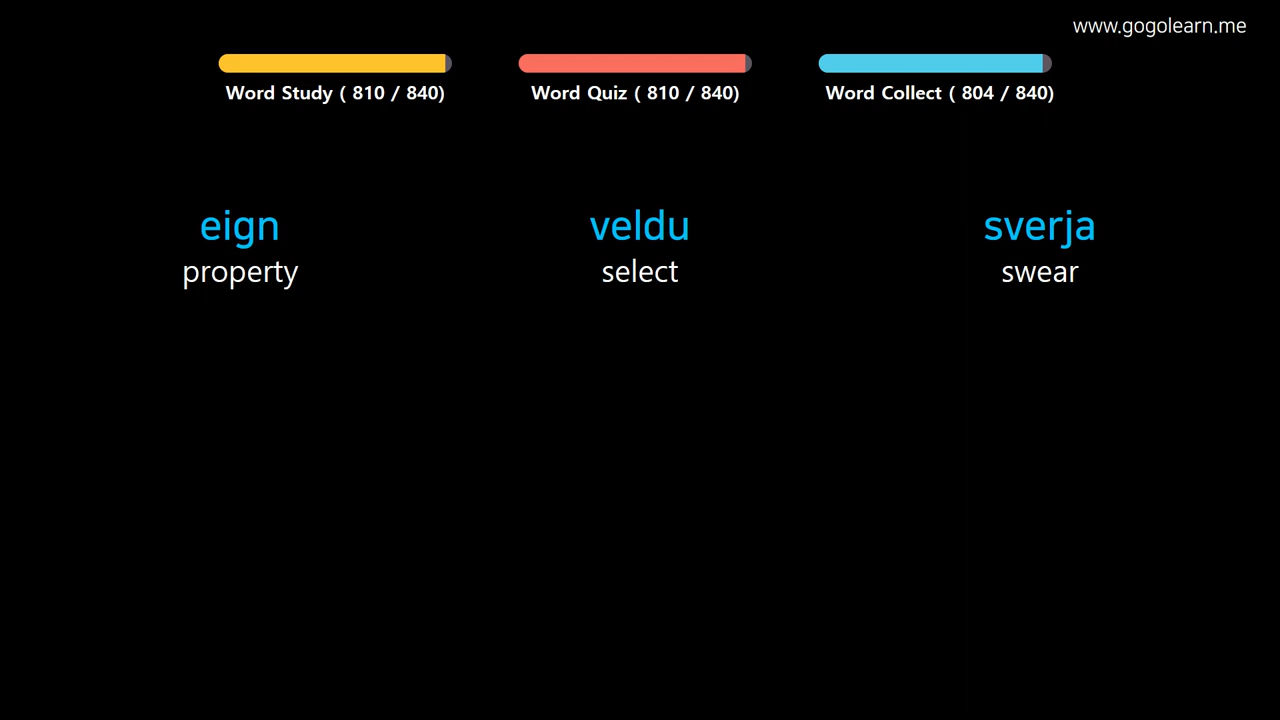 www.gogolearn.me
Word Study ( 810 / 840)
Word Quiz ( 810 / 840)
Word Collect ( 804 / 840)
eign
property
veldu
select
sverja
swear